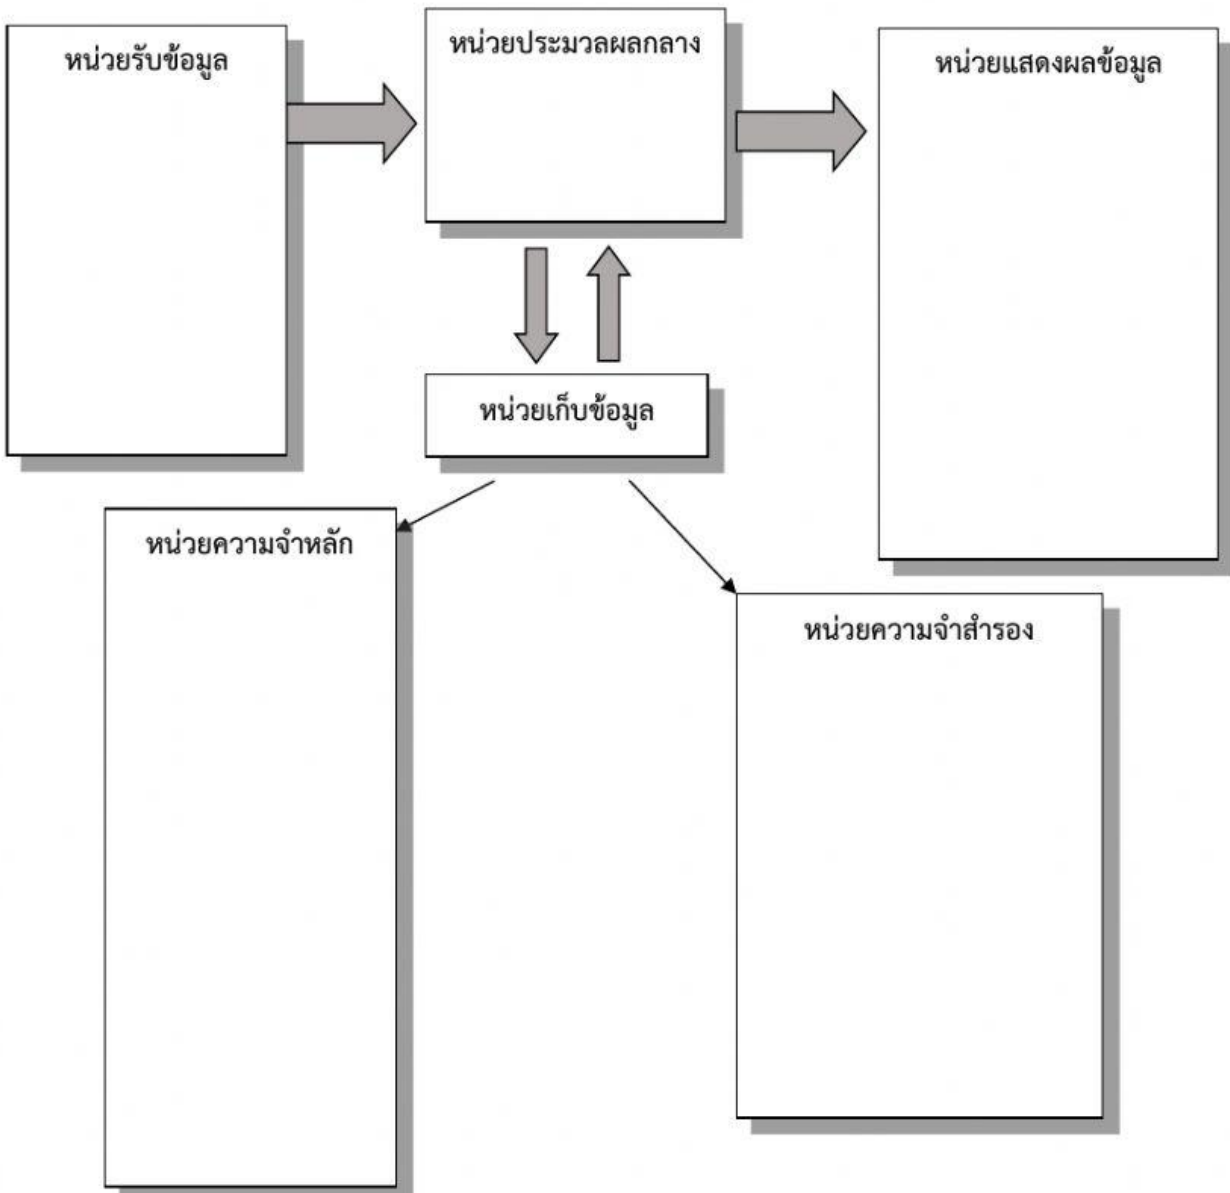 หน่วยรับข้อมูล
หน่วยประมวลผลกลาง
หน่วยแสดงผลข้อมูล
หน่วยเก็บข้อมูล
หน่วยความจำหลัก
หน่วยความจำสำรอง